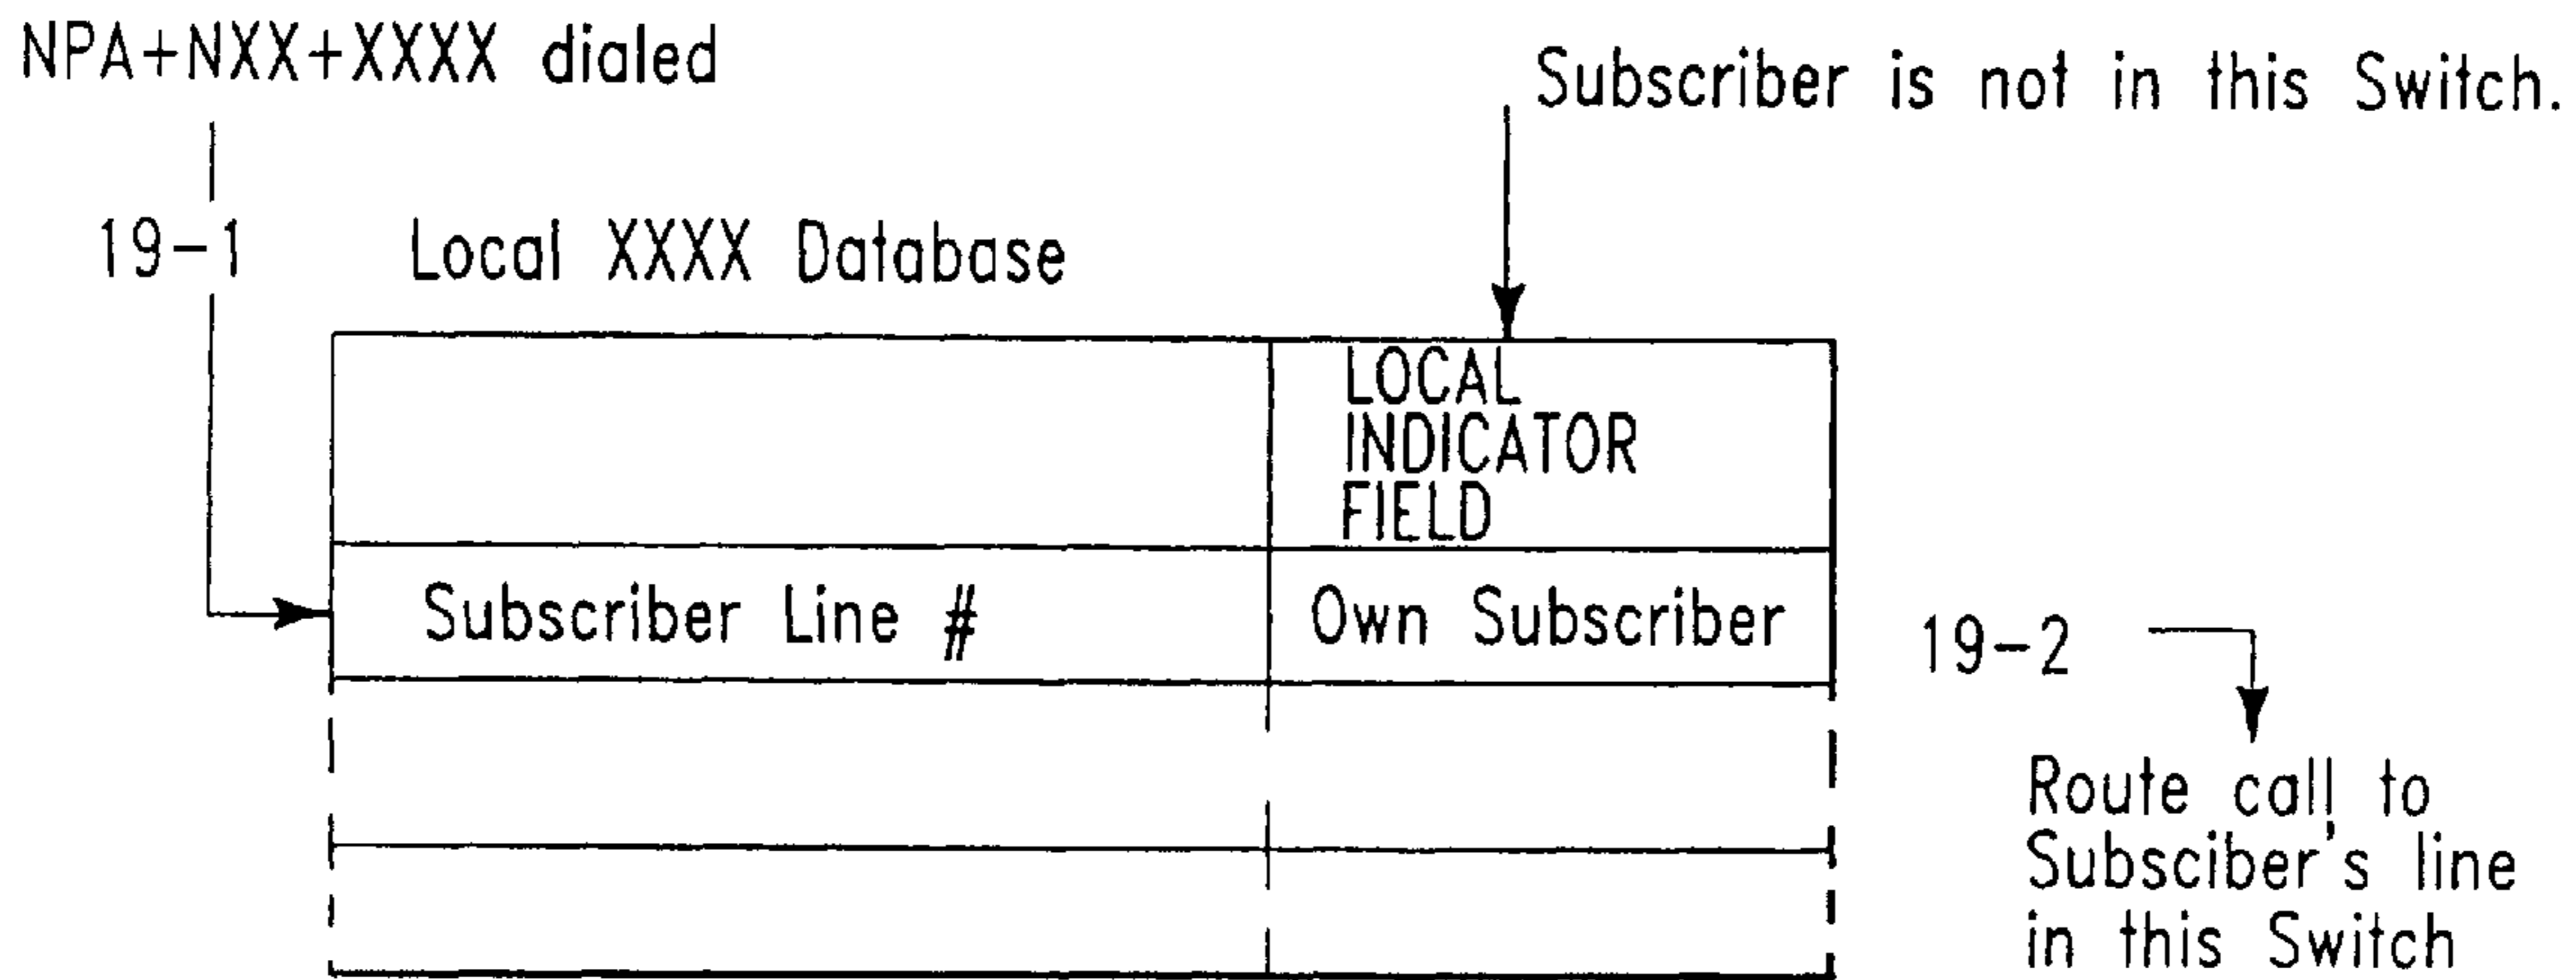 NPA+NXX+XXXX dialed
Subscriber is not in this Switch.
19-1
Local XXXX Database
LOCAL
INDICATOR
FIELD
Subscriber Line #
Own Subscriber
19-2
Route call to
Subsciber's line
in this Switch